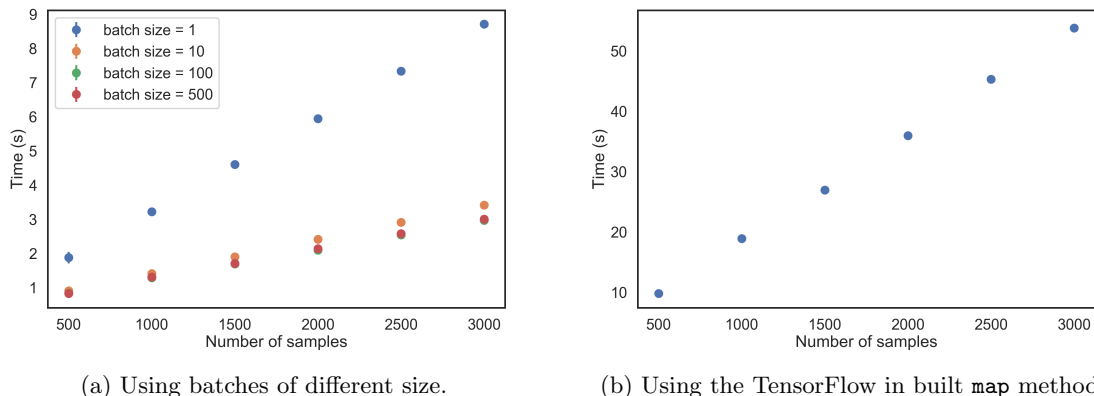 9
8
7
6
5
4
3
2
1
Time (s)
batch size = 1
batch size = 10
batch size = 100
batch size = 500
500 1000 1500 2000 2500 3000
Number of samples
(a) Using batches of different size.
50
40
30
20
10
Time (s)
500 1000 1500 2000 2500 3000
Number of samples
(b) Using the TensorFlow in built map method